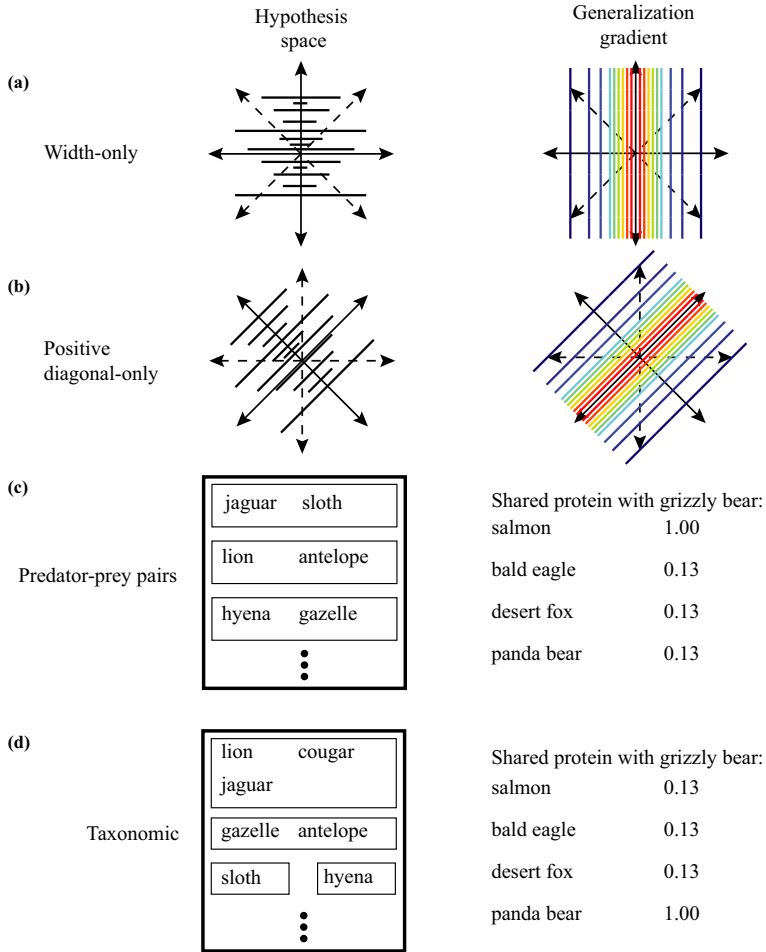 Hypothesis
space
Generalization
gradient
(a)
Width-only
(b)
Positive
diagonal-only
(c)
Predator-prey pairs
jaguar sloth
lion antelope
hyena gazelle
Shared protein with grizzly bear:
salmon 1.00
bald eagle 0.13
desert fox 0.13
panda bear 0.13
(d)
Taxonomic
lion cougar
jaguar
gazelle antelope
sloth hyena
Shared protein with grizzly bear:
salmon 0.13
bald eagle 0.13
desert fox 0.13
panda bear 1.00